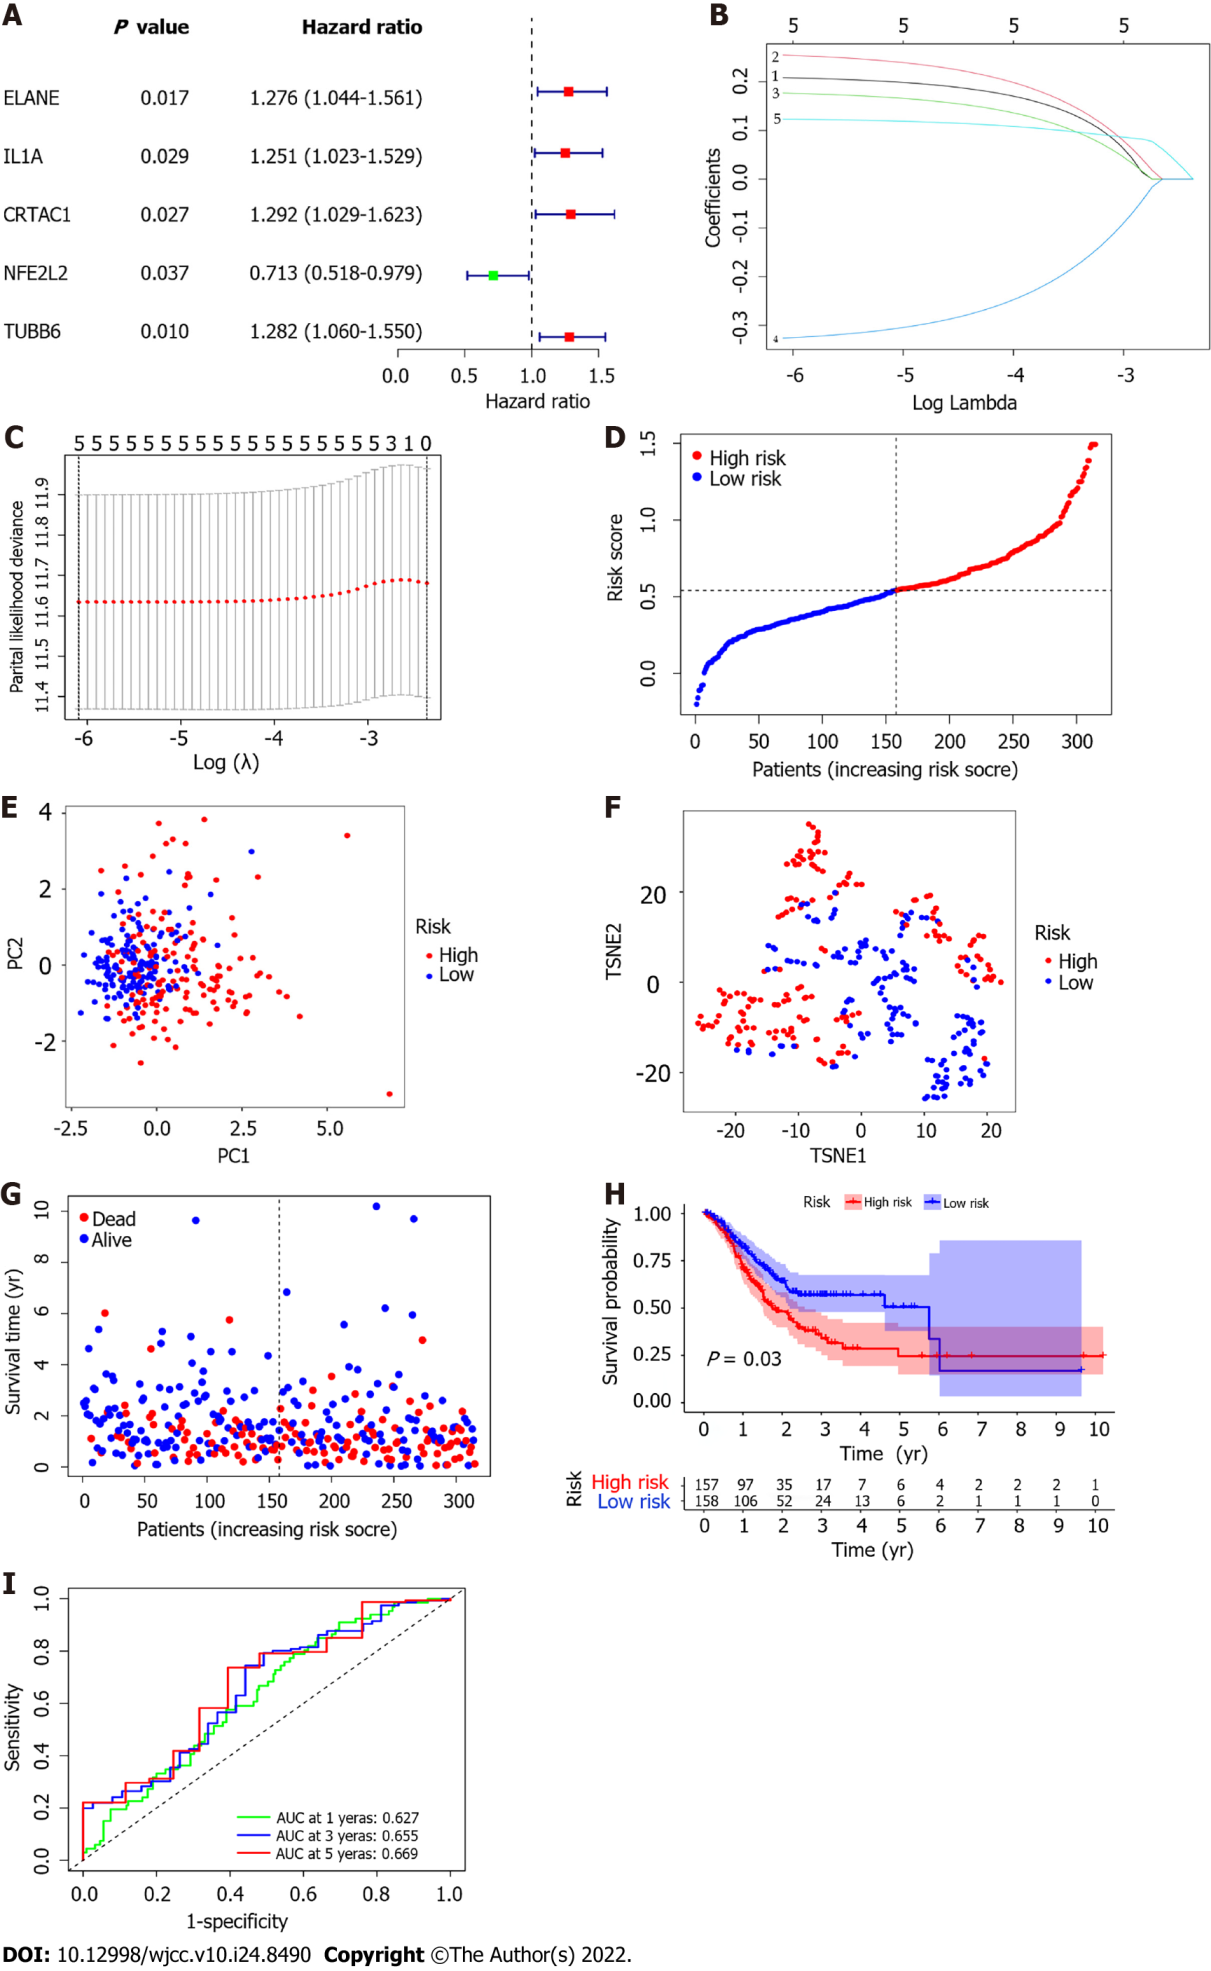 A
P value Hazard ratio
ELANE 0.017 1.276 (1.044-1.561)
IL1A 0.029 1.251 (1.023-1.529)
CRTAC1 0.027 1.292 (1.029-1.623)
NFE2L2 0.037 0.713 (0.518-0.979)
TUBB6 0.010 1.282 (1.060-1.550)
0.0 0.5 1.0 1.5
Hazard ratio
B
5 5 5 5
Coefficients
0.2
0.1
0.0
-0.1
-0.2
-0.3
2
1
3
5
4
-6 -5 -4 -3
Log Lambda
C
5 5 5 5 5 5 5 5 5 5 5 5 5 5 5 5 5 5 3 1 0
Parital likelihood deviance
11.9
11.8
11.7
11.6
11.5
11.4
-6 -5 -4 -3
Log (λ)
D
High risk
Low risk
Risk score
1.5
1.0
0.5
0.0
0 50 100 150 200 250 300
Patients (increasing risk socre)
E
PC2
4
2
0
-2
-2.5 0.0 2.5 5.0
PC1
Risk
High
Low
F
TSNE2
20
0
-20
-20 -10 0 10 20
TSNE1
Risk
High
Low
G
Dead
Alive
Survival time (yr)
10
8
6
4
2
0
0 50 100 150 200 250 300
Patients (increasing risk socre)
H
Risk High risk Low risk
Survival probability
1.00
0.75
0.50
0.25
0.00
P = 0.03
0 1 2 3 4 5 6 7 8 9 10
Time (yr)
Risk
High risk 157 97 35 17 7 6 4 2 2 2 1
Low risk 158 106 52 24 13 6 2 1 1 1 0
0 1 2 3 4 5 6 7 8 9 10
Time (yr)
I
Sensitivity
1.0
0.8
0.6
0.4
0.2
0.0
AUC at 1 yeras: 0.627
AUC at 3 yeras: 0.655
AUC at 5 yeras: 0.669
0.0 0.2 0.4 0.6 0.8 1.0
1-specificity
DOI: 10.12998/wjcc.v10.i24.8490 Copyright ©The Author(s) 2022.